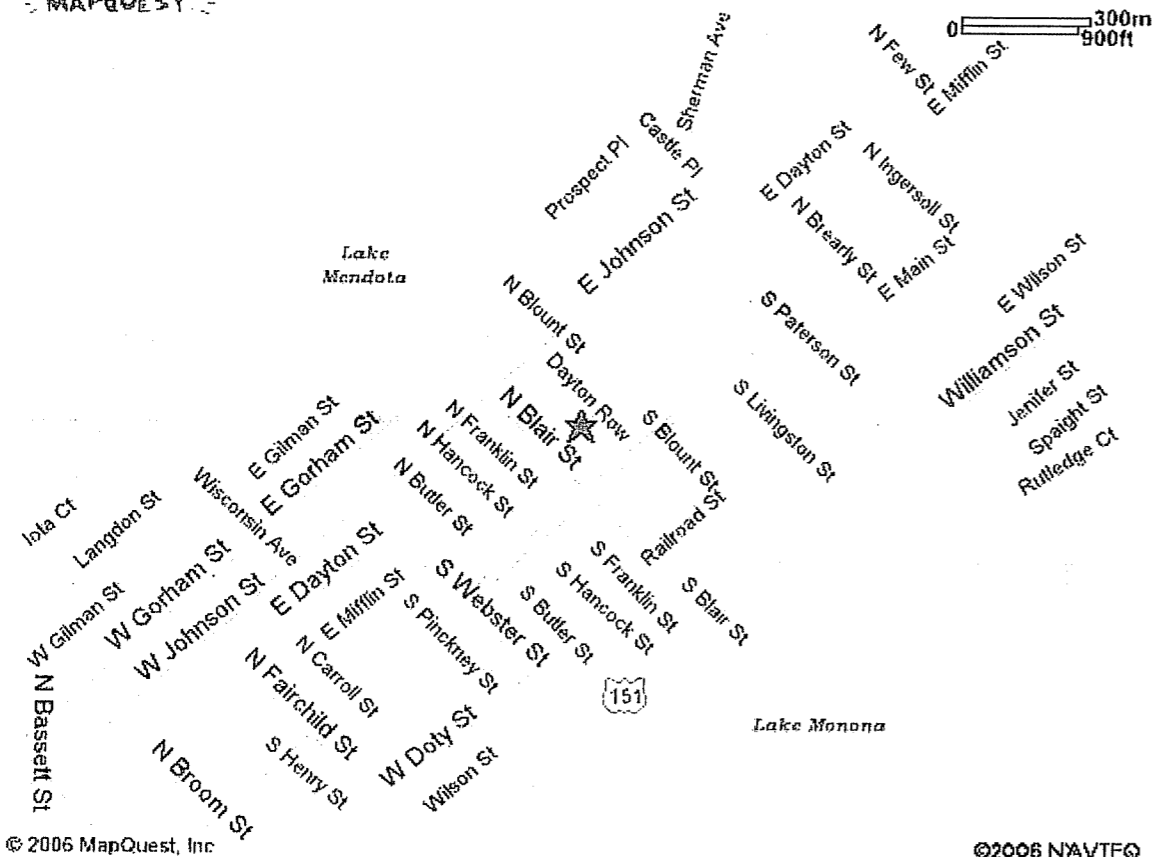 MAPQUEST
0 300m
900ft
Sherman Ave
N Few St
E Mifflin St
Castle Pl
Prospect Pl
E Dayton St
N Ingersoll St
E Johnson St
N Brearly St
E Main St
Lake
Mendota
E Wilson St
N Blount St
S Paterson St
Williamson St
Dayton Row
Jenifer St
Spaight St
Rutledge Ct
N Blair St
S Livingston St
S Blount St
N Franklin St
N Hancock St
N Butler St
E Gilman St
E Gorham St
Wisconsin Ave
Iota Ct
Langdon St
Railroad St
W Gilman St
W Gorham St
W Johnson St
E Dayton St
E Mifflin St
S Webster St
S Franklin St
S Hancock St
S Butler St
S Blair St
S Pinckney St
N Carroll St
N Fairchild St
N Bassett St
151
Lake Monona
W Doty St
Wilson St
S Henry St
N Broom St
© 2006 MapQuest, Inc
©2006 NAVTEQ